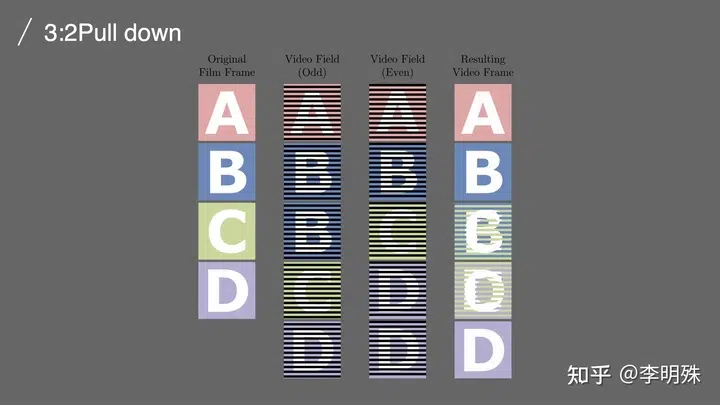 3:2Pull down
Original Film Frame
Video Field (Odd)
Video Field (Even)
Resulting Video Frame
A A A A
B B B B
C B C B C
D C D C D
D D D
知乎 @李明殊